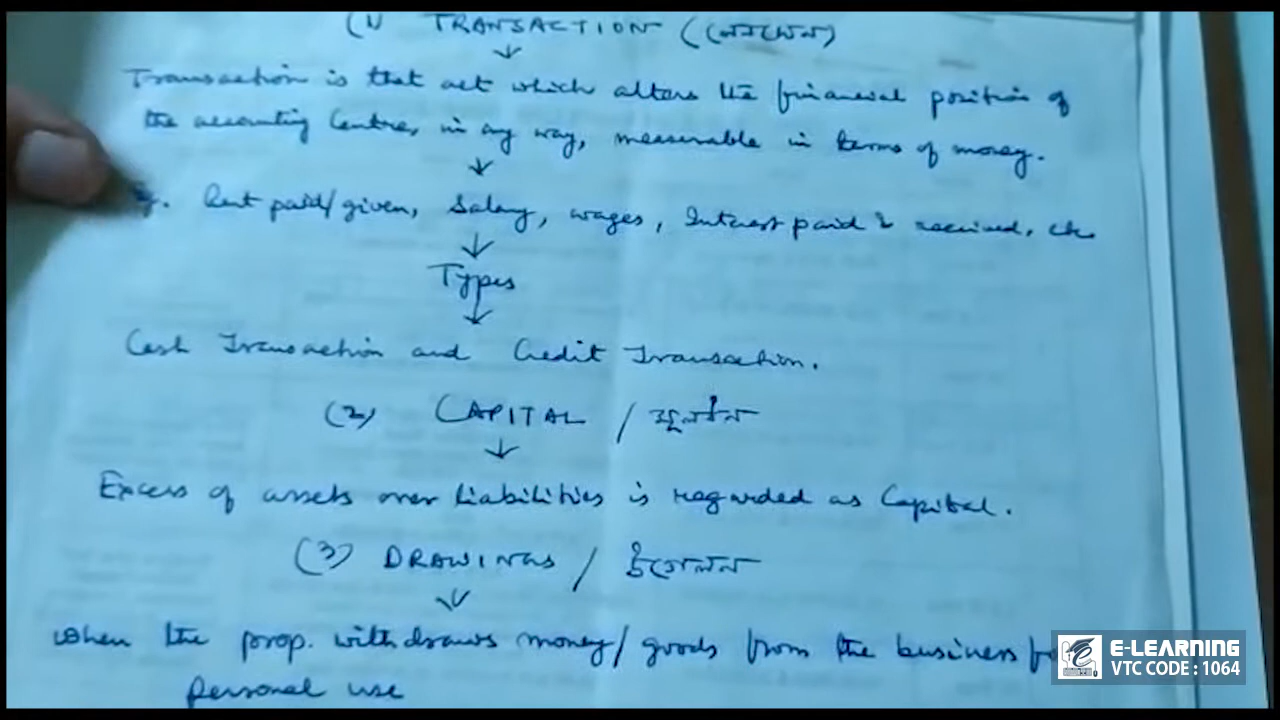 (1) TRANSACTION (লেনদেন)
Transaction is that act which alters the financial position of
the accounting Centre, in any way, measurable in terms of money.
Rent paid/given, Salary, wages, Interest paid & received, etc
Types
Cash Transaction and Credit Transaction.
(2) CAPITAL / মূলধন
Excess of assets over liabilities is regarded as Capital.
(3) DRAWINGS / উত্তোলন
When the prop. withdraws money/goods from the business
personal use
E-LEARNING
VTC CODE : 1064